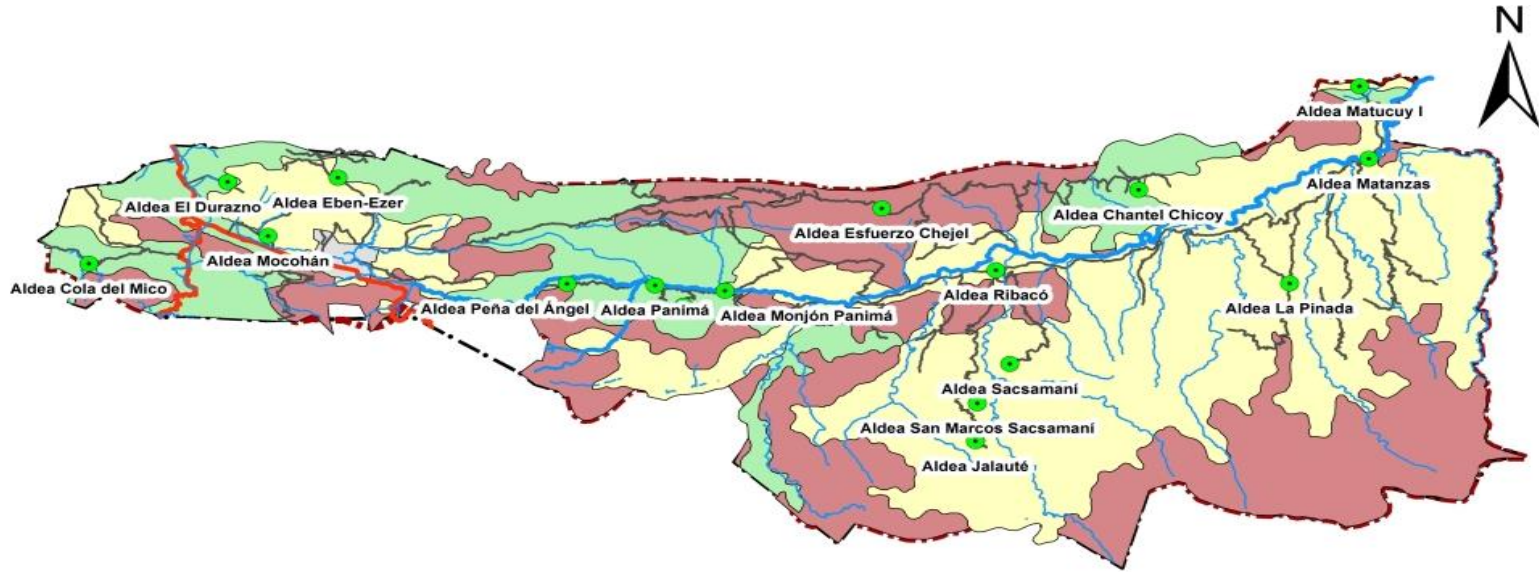 N
Aldea Matucuy I
Aldea Matanzas
Aldea El Durazno
Aldea Eben-Ezer
Aldea Chantel Chicoy
Aldea Esfuerzo Chejel
Aldea Mocohán
Aldea Cola del Mico
Aldea Ribacó
Aldea Peña del Ángel
Aldea Panimá
Aldea Monjón Panimá
Aldea La Pinada
Aldea Sacsamaní
Aldea San Marcos Sacsamaní
Aldea Jalauté